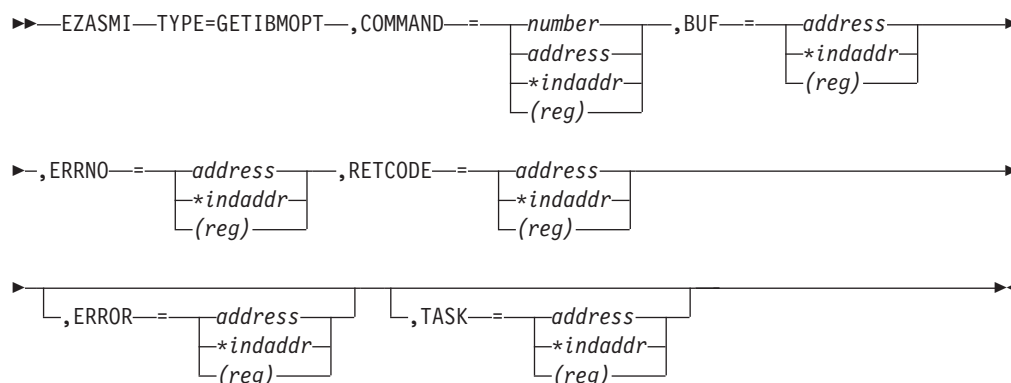 EZASMI TYPE=GETIBMOPT ,COMMAND = number ,BUF = address
address *indaddr
*indaddr (reg)
(reg)
,ERRNO = address ,RETCODE = address
*indaddr *indaddr
(reg) (reg)
,ERROR = address ,TASK = address
*indaddr *indaddr
(reg) (reg)